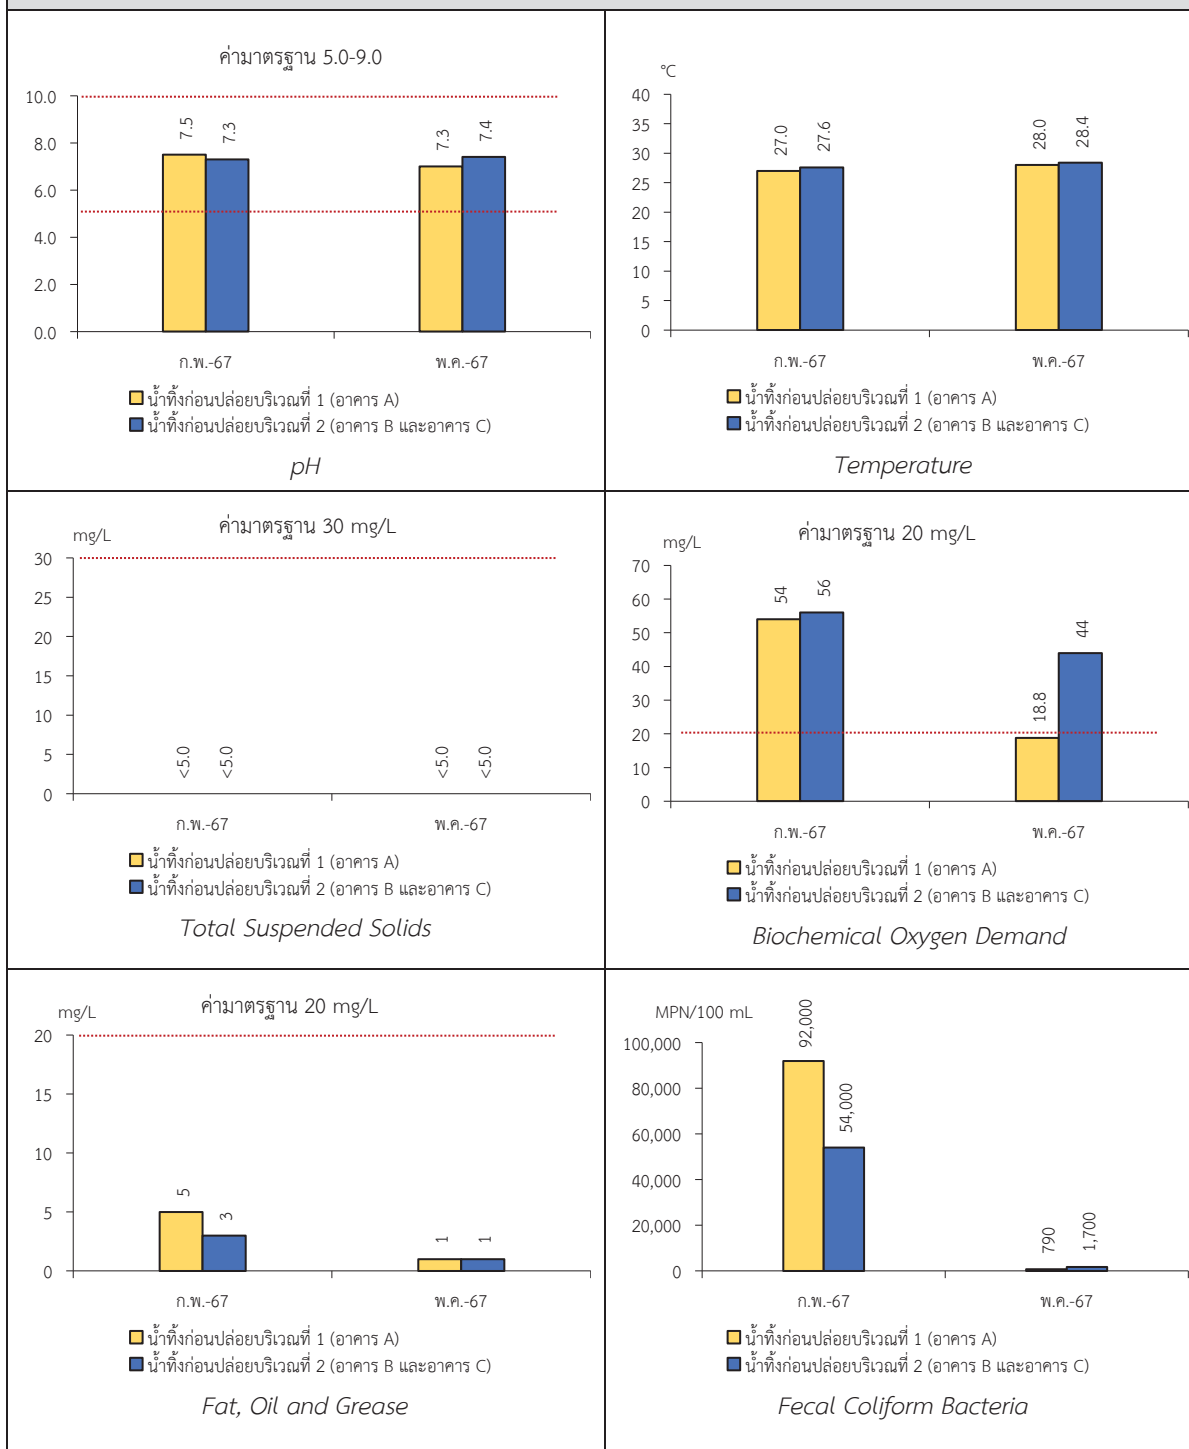 ค่ามาตรฐาน 5.0-9.0
10.0
8.0
6.0
4.0
2.0
0.0
7.5
7.3
7.3
7.4
ก.พ.-67
พ.ค.-67
น้ำทิ้งก่อนปล่อยบริเวณที่ 1 (อาคาร A)
น้ำทิ้งก่อนปล่อยบริเวณที่ 2 (อาคาร B และอาคาร C)
pH
°C
40
35
30
25
20
15
10
5
0
27.0
27.6
28.0
28.4
ก.พ.-67
พ.ค.-67
น้ำทิ้งก่อนปล่อยบริเวณที่ 1 (อาคาร A)
น้ำทิ้งก่อนปล่อยบริเวณที่ 2 (อาคาร B และอาคาร C)
Temperature
ค่ามาตรฐาน 30 mg/L
mg/L
30
25
20
15
10
5
0
<5.0
<5.0
<5.0
<5.0
ก.พ.-67
พ.ค.-67
น้ำทิ้งก่อนปล่อยบริเวณที่ 1 (อาคาร A)
น้ำทิ้งก่อนปล่อยบริเวณที่ 2 (อาคาร B และอาคาร C)
Total Suspended Solids
ค่ามาตรฐาน 20 mg/L
mg/L
70
60
50
40
30
20
10
0
54
56
18.8
44
ก.พ.-67
พ.ค.-67
น้ำทิ้งก่อนปล่อยบริเวณที่ 1 (อาคาร A)
น้ำทิ้งก่อนปล่อยบริเวณที่ 2 (อาคาร B และอาคาร C)
Biochemical Oxygen Demand
ค่ามาตรฐาน 20 mg/L
mg/L
20
15
10
5
0
5
3
1
1
ก.พ.-67
พ.ค.-67
น้ำทิ้งก่อนปล่อยบริเวณที่ 1 (อาคาร A)
น้ำทิ้งก่อนปล่อยบริเวณที่ 2 (อาคาร B และอาคาร C)
Fat, Oil and Grease
MPN/100 mL
100,000
80,000
60,000
40,000
20,000
0
92,000
54,000
790
1,700
ก.พ.-67
พ.ค.-67
น้ำทิ้งก่อนปล่อยบริเวณที่ 1 (อาคาร A)
น้ำทิ้งก่อนปล่อยบริเวณที่ 2 (อาคาร B และอาคาร C)
Fecal Coliform Bacteria